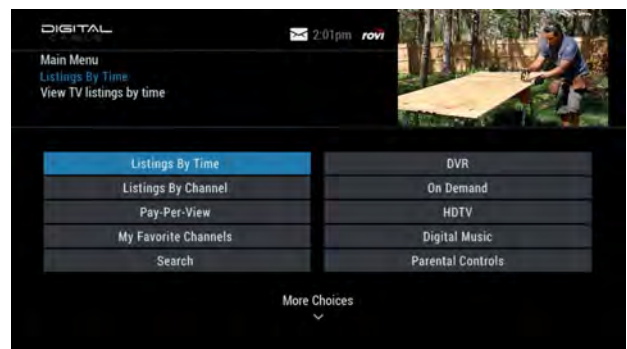 DIGITAL
CABLE
2:01pm rovi
Main Menu
Listings By Time
View TV listings by time
Listings By Time
DVR
Listings By Channel
On Demand
Pay-Per-View
HDTV
My Favorite Channels
Digital Music
Search
Parental Controls
More Choices